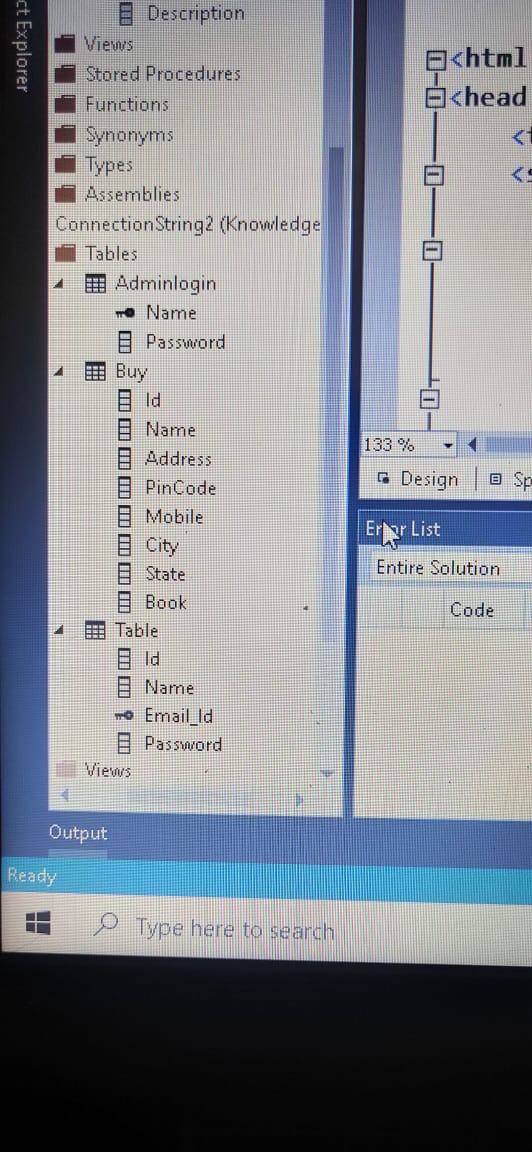 ct Explorer
Description
Views
Stored Procedures
Functions
Synonyms
Types
Assemblies
ConnectionString2 (Knowledge
Tables
Adminlogin
Name
Password
Buy
Id
Name
Address
PinCode
Mobile
City
State
Book
Table
Id
Name
Email_Id
Password
Views
Output
Ready
Type here to search
<html
<head
<t
<s
133 %
Design
Sp
Error List
Entire Solution
Code